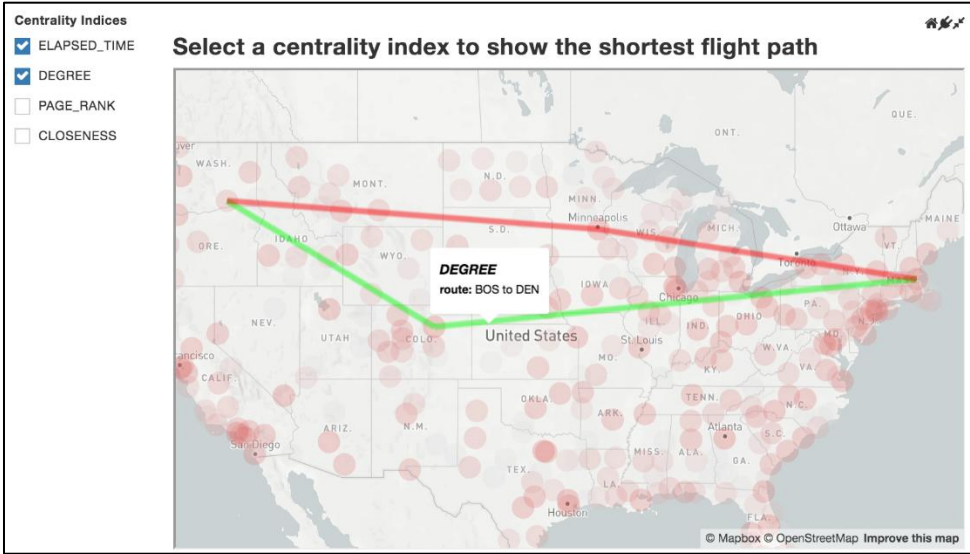 Centrality Indices
ELAPSED_TIME
DEGREE
PAGE_RANK
CLOSENESS
Select a centrality index to show the shortest flight path
QUE.
ONT.
WASH.
MONT.
N.D.
MINN.
Minneapolis
Ottawa
MAINE
S.D.
WIS.
MICH.
Toronto
VT
ORE.
IDAHO
WYO.
N.Y.
MASS.
DEGREE
route: BOS to DEN
IOWA
Chicago
PA.
NEV.
UTAH
COLO.
United States
ILL.
IND.
OHIO
MD.
St. Louis
MO.
W.VA.
VA.
CALIF.
KY.
OKLA.
TENN.
N.C.
ARK.
ARIZ.
N.M.
Atlanta
S.C.
San Diego
MISS.
ALA.
GA.
TEX.
LA.
Houston
FLA.
© Mapbox © OpenStreetMap Improve this map